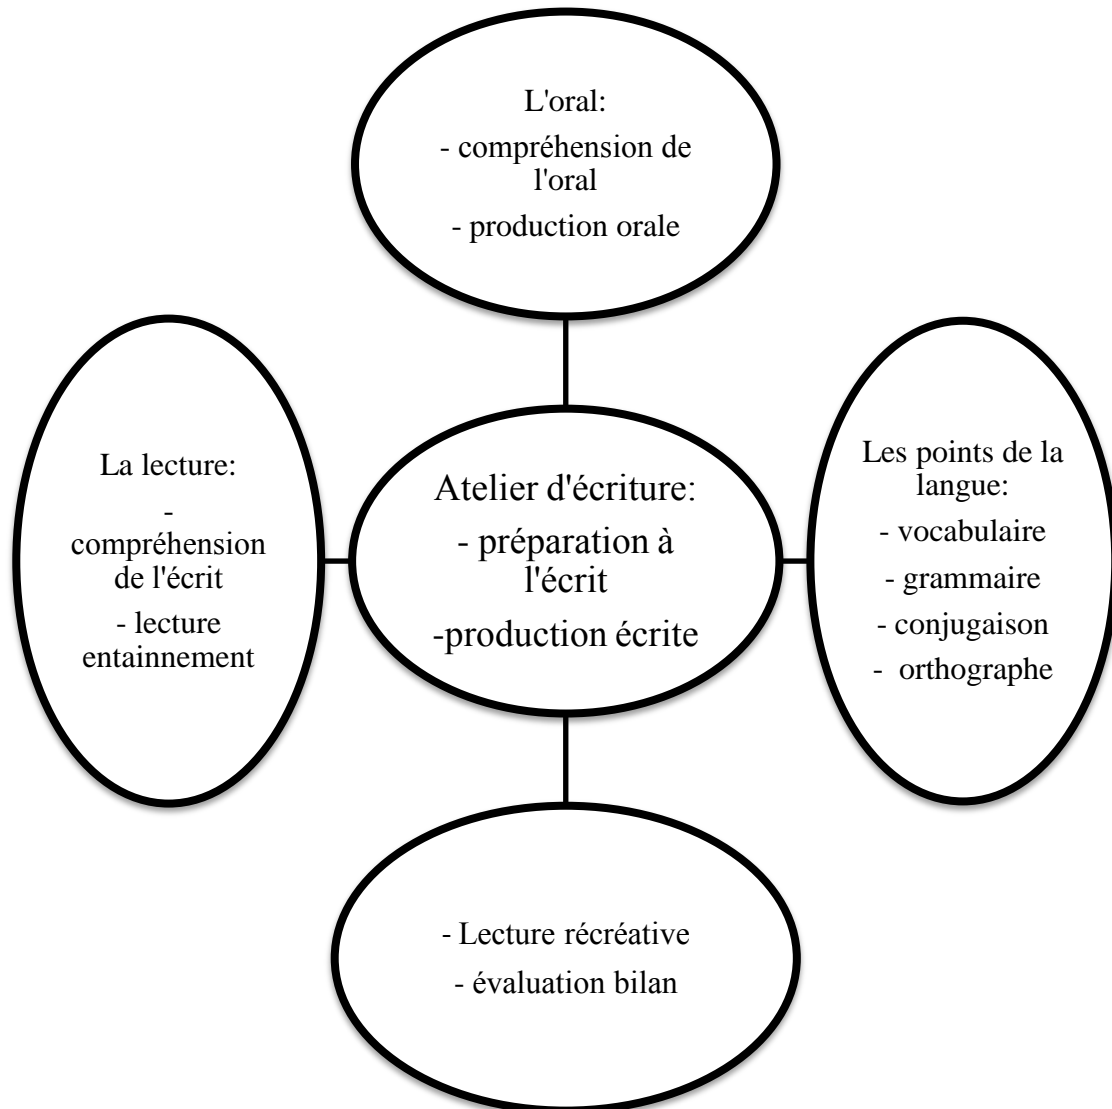 L'oral:
- compréhension de
l'oral
- production orale
La lecture:
-
compréhension
de l'écrit
- lecture
entainnement
Atelier d'écriture:
- préparation à
l'écrit
-production écrite
Les points de la
langue:
- vocabulaire
- grammaire
- conjugaison
- orthographe
- Lecture récréative
- évaluation bilan